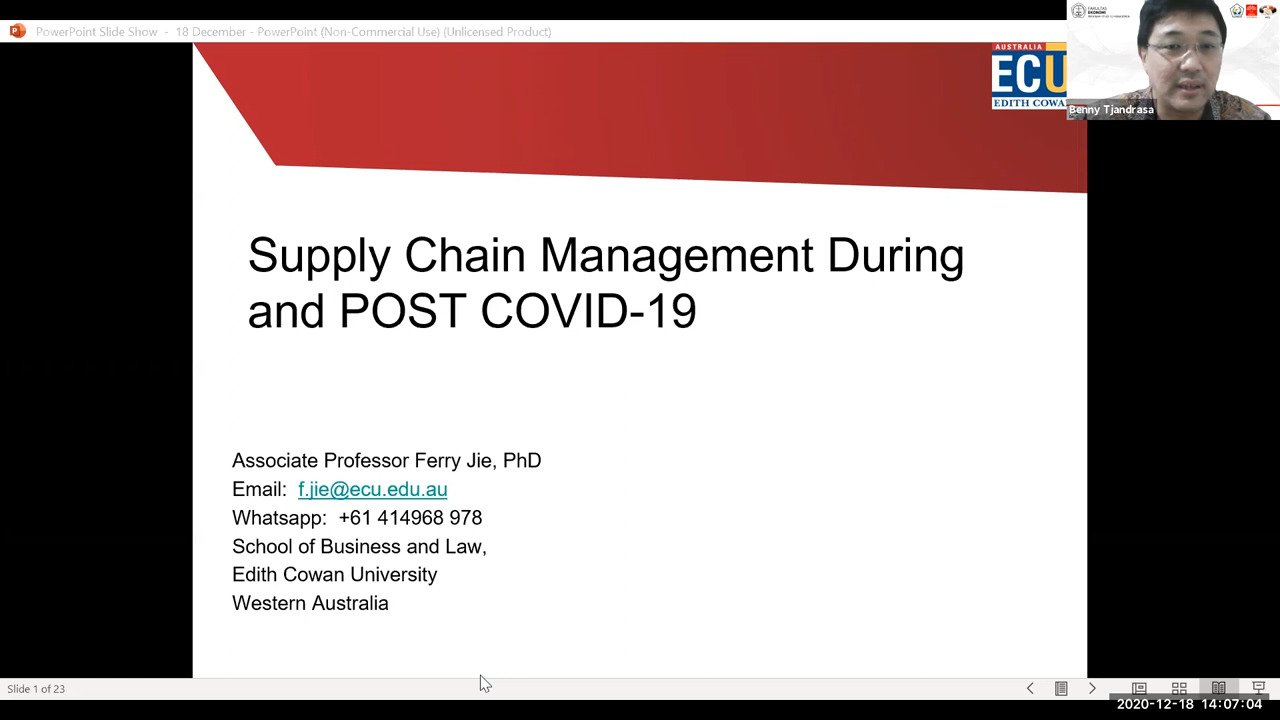 PowerPoint Slide Show - 18 December - PowerPoint (Non-Commercial Use) (Unlicensed Product)
FAKULTAS
EKONOMI
AUSTRALIA
ECU
EDITH COWA
Benny Tjandrasa
Supply Chain Management During
and POST COVID-19
Associate Professor Ferry Jie, PhD
Email: f.jie@ecu.edu.au
Whatsapp: +61 414968 978
School of Business and Law,
Edith Cowan University
Western Australia
Slide 1 of 23
2020-12-18 14:07:04